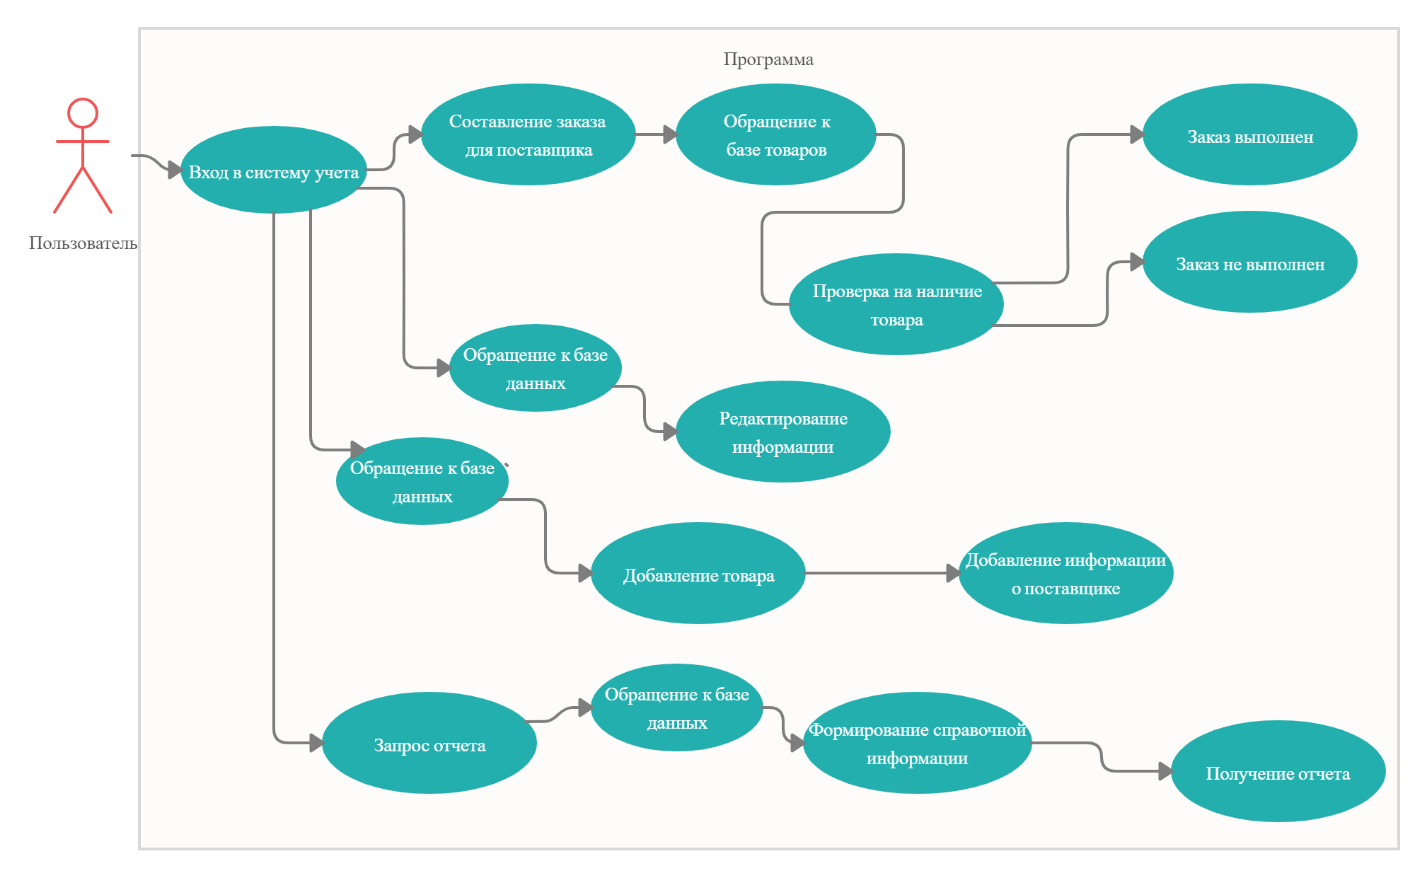 Программа
Пользователь
Вход в систему учета
Составление заказа
для поставщика
Обращение к
базе товаров
Заказ выполнен
Заказ не выполнен
Проверка на наличие
товара
Обращение к базе
данных
Редактирование
информации
Обращение к базе
данных
Добавление товара
Добавление информации
о поставщике
Запрос отчета
Обращение к базе
данных
Формирование справочной
информации
Получение отчета